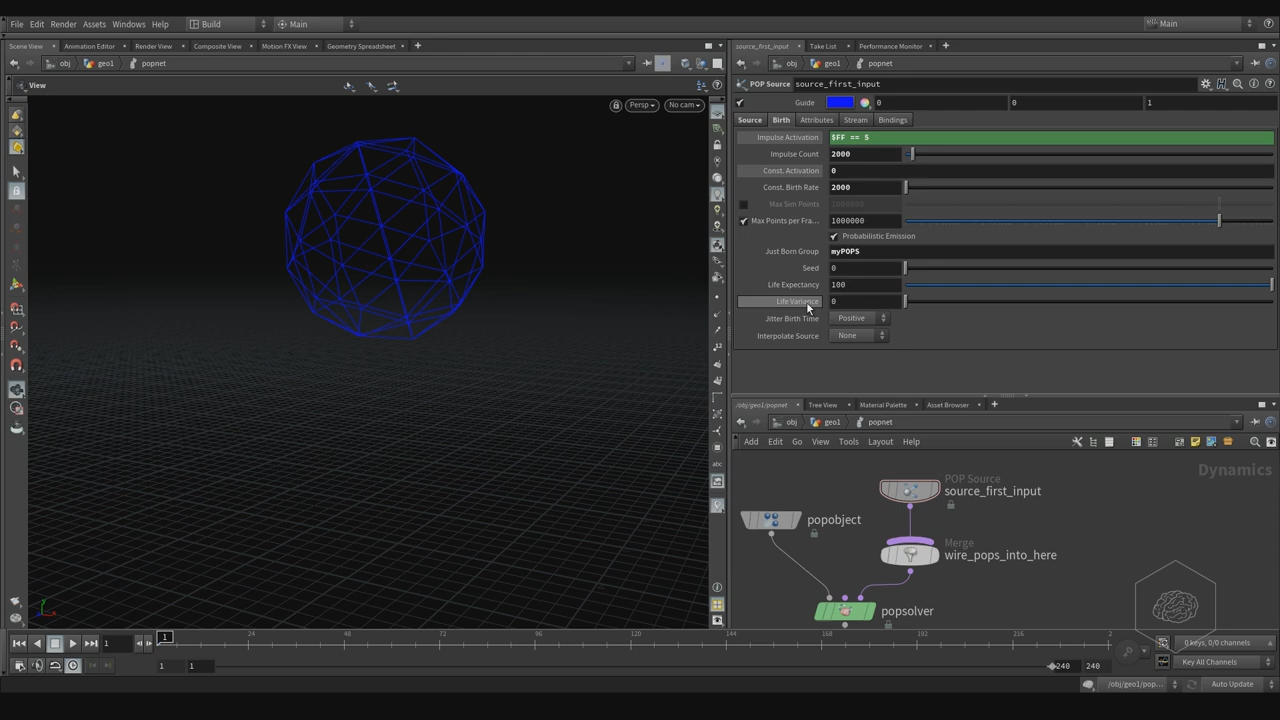 File Edit Render Assets Windows Help Build Main Main
Scene View Animation Editor Render View Composite View Motion FX View Geometry Spreadsheet
obj geo1 popnet
View
Persp No cam
source_first_input Take List Performance Monitor
obj geo1 popnet
POP Source source_first_input
Guide 0 0 1
Source Birth Attributes Stream Bindings
Impulse Activation $FF == 5
Impulse Count 2000
Const. Activation 0
Const. Birth Rate 2000
Max Sim Points 1000000
Max Points per Fra... 1000000
Probabilistic Emission
Just Born Group myPOPS
Seed 0
Life Expectancy 100
Life Variance 0
Jitter Birth Time Positive
Interpolate Source None
/obj/geo1/popnet Tree View Material Palette Asset Browser
obj geo1 popnet
Add Edit Go View Tools Layout Help
Dynamics
POP Source
source_first_input
popobject
Merge
wire_pops_into_here
popsolver
abc
1 1 24 48 72 96 120 144 168 192 216 2
0 keys, 0/0 channels
1 1 240 240
Key All Channels
/obj/geo1/pop... Auto Update